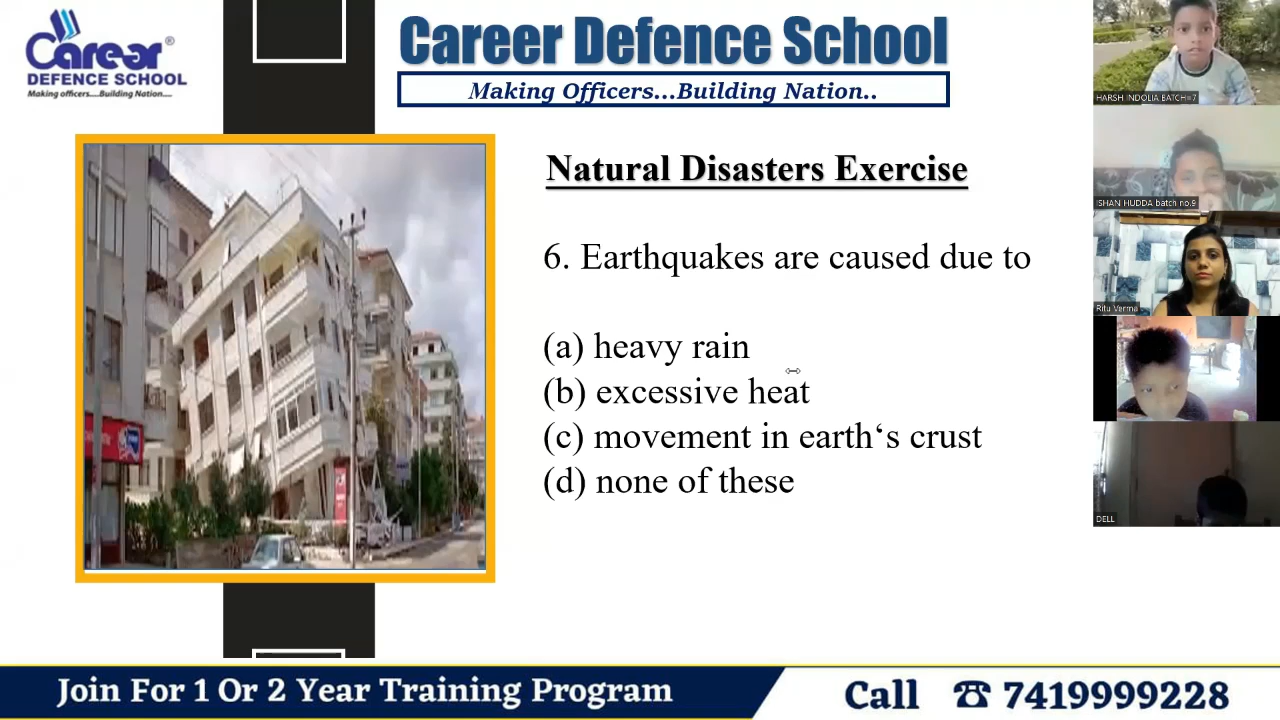 Career®
DEFENCE SCHOOL
Making officers....Building Nation....
Career Defence School
Making Officers...Building Nation..
Natural Disasters Exercise
6. Earthquakes are caused due to
(a) heavy rain
(b) excessive heat
(c) movement in earth‘s crust
(d) none of these
HARSH INDOLIA BATCH=7
ISHAN HUDDA batch no.9
Ritu Verma
DELL
Join For 1 Or 2 Year Training Program
Call ☎ 7419999228